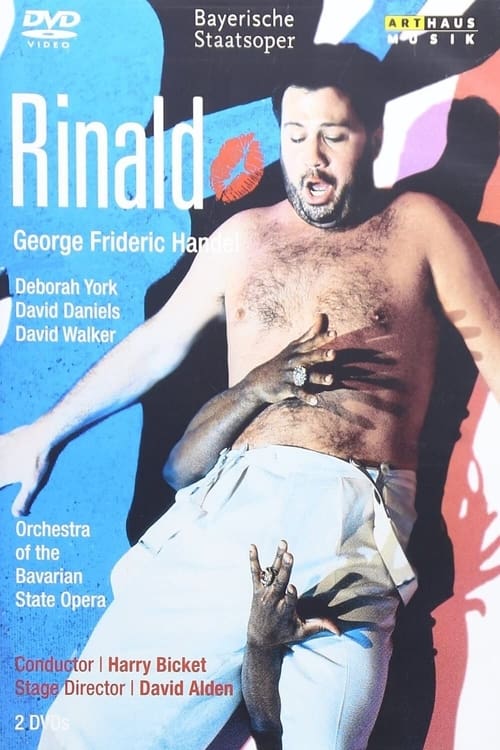 DVD
VIDEO
Bayerische
Staatsoper
ARTHAUS
MUSIK
Rinald
George Frideric Handel
Deborah York
David Daniels
David Walker
Orchestra
of the
Bavarian
State Opera
Conductor | Harry Bicket
Stage Director | David Alden
2 DVDs